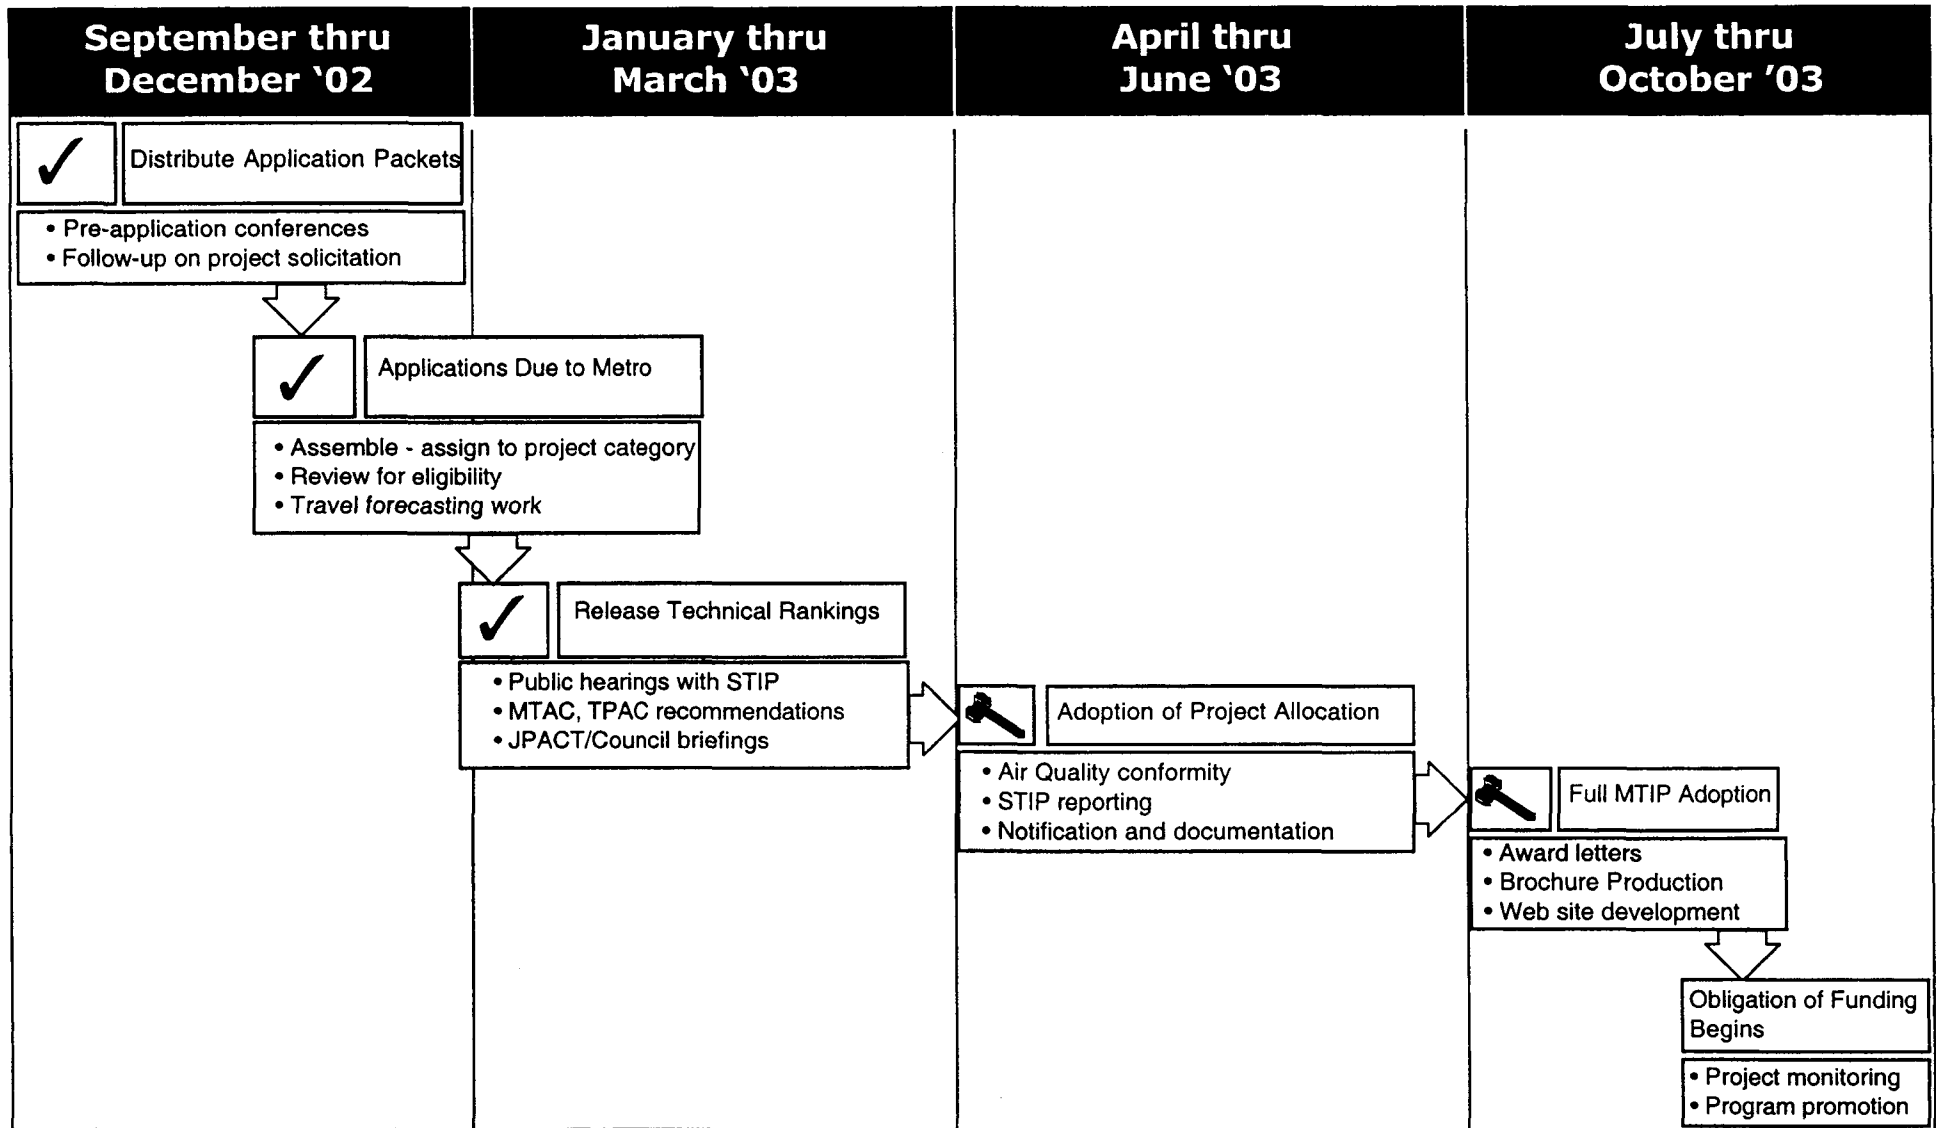 September thru
December ‘02
January thru
March ‘03
April thru
June ‘03
July thru
October ’03
Distribute Application Packets
• Pre-application conferences
• Follow-up on project solicitation
Applications Due to Metro
• Assemble - assign to project category
• Review for eligibility
• Travel forecasting work
Release Technical Rankings
• Public hearings with STIP
• MTAC, TPAC recommendations
• JPACT/Council briefings
Adoption of Project Allocation
• Air Quality conformity
• STIP reporting
• Notification and documentation
Full MTIP Adoption
• Award letters
• Brochure Production
• Web site development
Obligation of Funding
Begins
• Project monitoring
• Program promotion